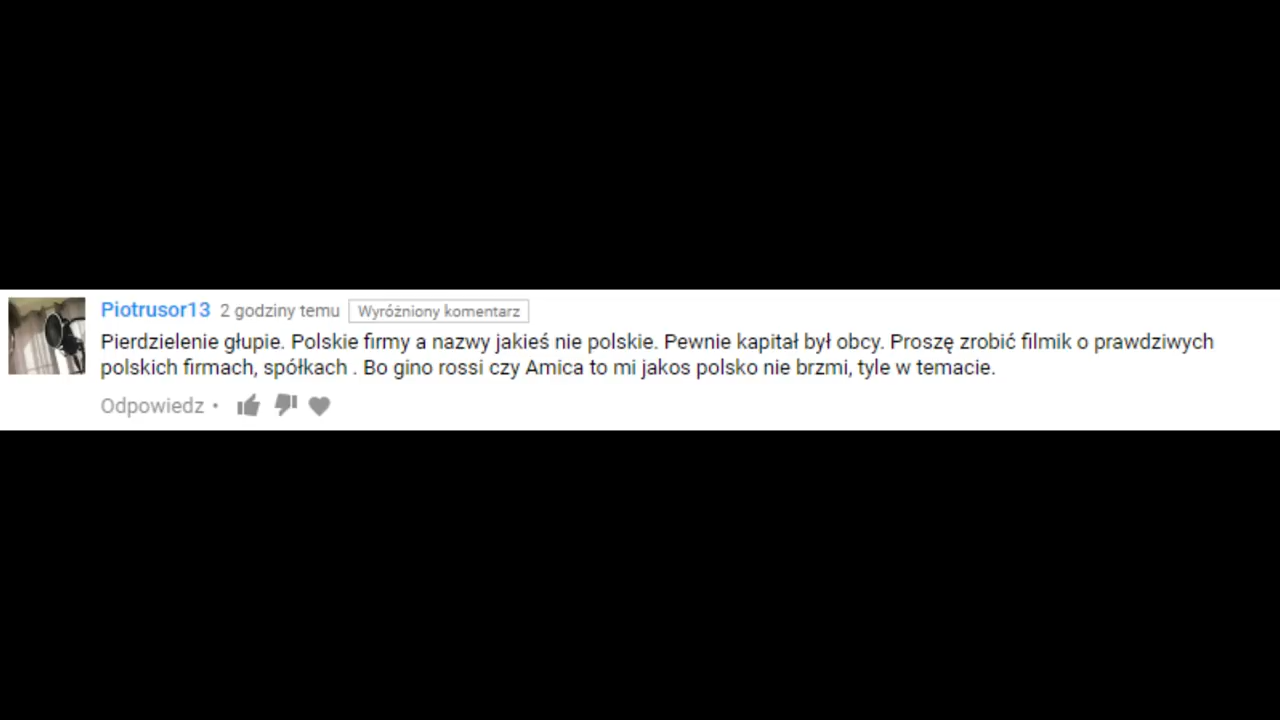 Piotrusor13 2 godziny temu Wyróżniony komentarz
Pierdzielenie głupie. Polskie firmy a nazwy jakieś nie polskie. Pewnie kapitał był obcy. Proszę zrobić filmik o prawdziwych
polskich firmach, spółkach . Bo gino rossi czy Amica to mi jakos polsko nie brzmi, tyle w temacie.
Odpowiedz •